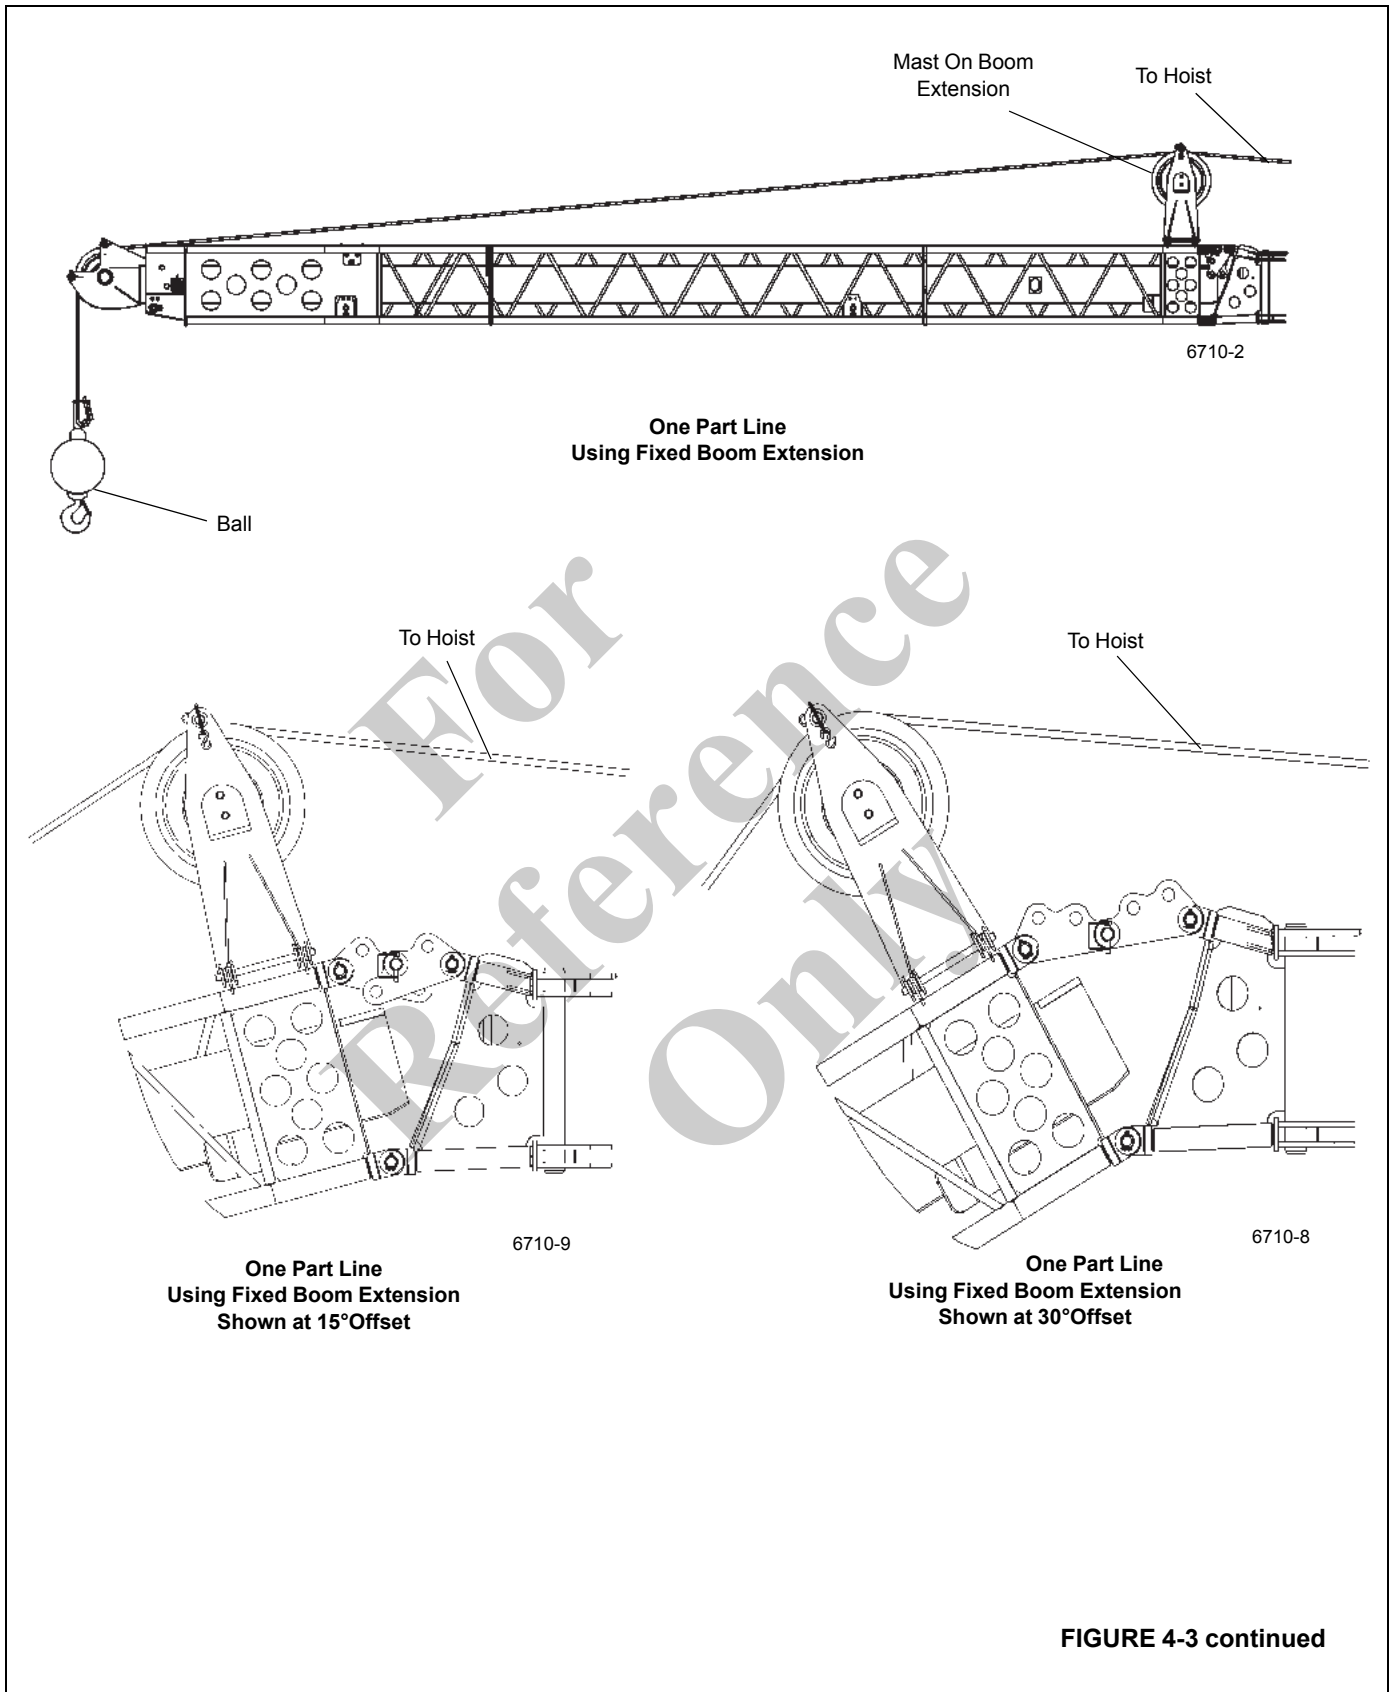 Mast On Boom
Extension
To Hoist
6710-2
One Part Line
Using Fixed Boom Extension
Ball
To Hoist
To Hoist
For
Reference
Only
6710-9
One Part Line
Using Fixed Boom Extension
Shown at 15°Offset
6710-8
One Part Line
Using Fixed Boom Extension
Shown at 30°Offset
FIGURE 4-3 continued